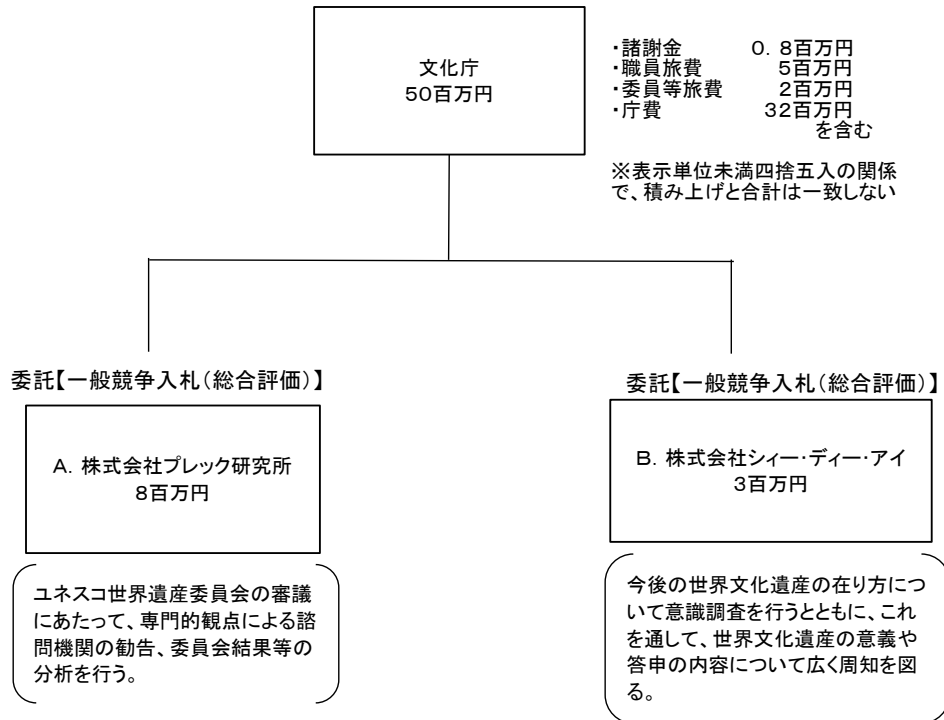 文化庁
50百万円
・諸謝金 0．8百万円
・職員旅費 5百万円
・委員等旅費 2百万円
・庁費 32百万円
を含む
※表示単位未満四捨五入の関係
で、積み上げと合計は一致しない
委託【一般競争入札（総合評価）】
A．株式会社プレック研究所
8百万円
ユネスコ世界遺産委員会の審議
にあたって、専門的観点による諮
問機関の勧告、委員会結果等の
分析を行う。
委託【一般競争入札（総合評価）】
B．株式会社シィー・ディー・アイ
3百万円
今後の世界文化遺産の在り方につ
いて意識調査を行うとともに、これ
を通して、世界文化遺産の意義や
答申の内容について広く周知を図
る。